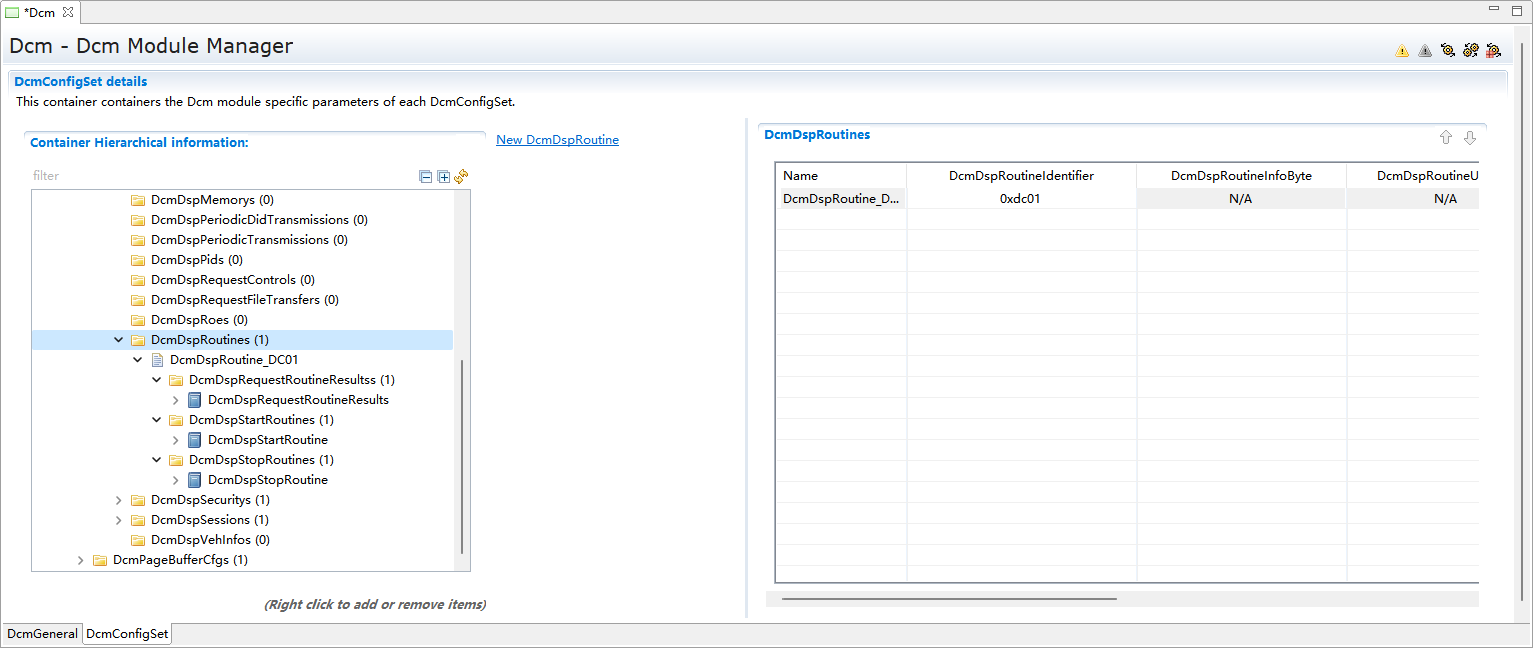 *Dcm
Dcm - Dcm Module Manager
DcmConfigSet details
This container containers the Dcm module specific parameters of each DcmConfigSet.
Container Hierarchical information:
New DcmDspRoutine
filter
DcmDspMemorys (0)
DcmDspPeriodicDidTransmissions (0)
DcmDspPeriodicTransmissions (0)
DcmDspPids (0)
DcmDspRequestControls (0)
DcmDspRequestFileTransfers (0)
DcmDspRoes (0)
DcmDspRoutines (1)
DcmDspRoutine_DC01
DcmDspRequestRoutineResultss (1)
DcmDspRequestRoutineResults
DcmDspStartRoutines (1)
DcmDspStartRoutine
DcmDspStopRoutines (1)
DcmDspStopRoutine
DcmDspSecuritys (1)
DcmDspSessions (1)
DcmDspVehInfos (0)
DcmPageBufferCfgs (1)
(Right click to add or remove items)
DcmDspRoutines
Name DcmDspRoutineIdentifier DcmDspRoutineInfoByte DcmDspRoutineU
DcmDspRoutine_D... 0xdc01 N/A N/A
DcmGeneral DcmConfigSet